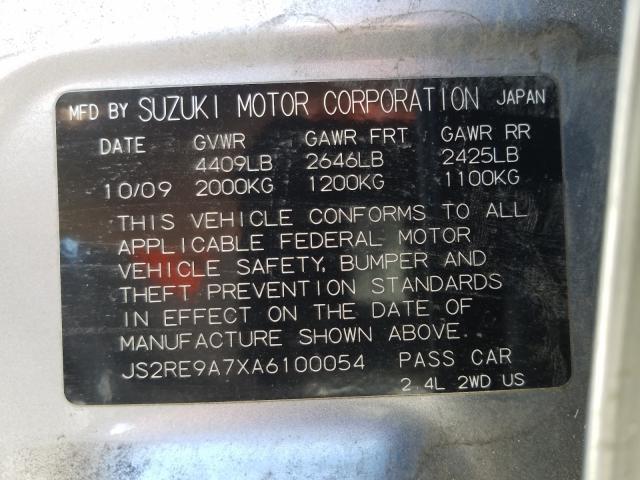 MFD BY SUZUKI MOTOR CORPORATION JAPAN
DATE GVWR GAWR FRT GAWR RR
4409LB 2646LB 2425LB
10/09 2000KG 1200KG 1100KG
THIS VEHICLE CONFORMS TO ALL
APPLICABLE FEDERAL MOTOR
VEHICLE SAFETY, BUMPER AND
THEFT PREVENTION STANDARDS
IN EFFECT ON THE DATE OF
MANUFACTURE SHOWN ABOVE.
JS2RE9A7XA6100054 PASS CAR
2.4L 2WD US